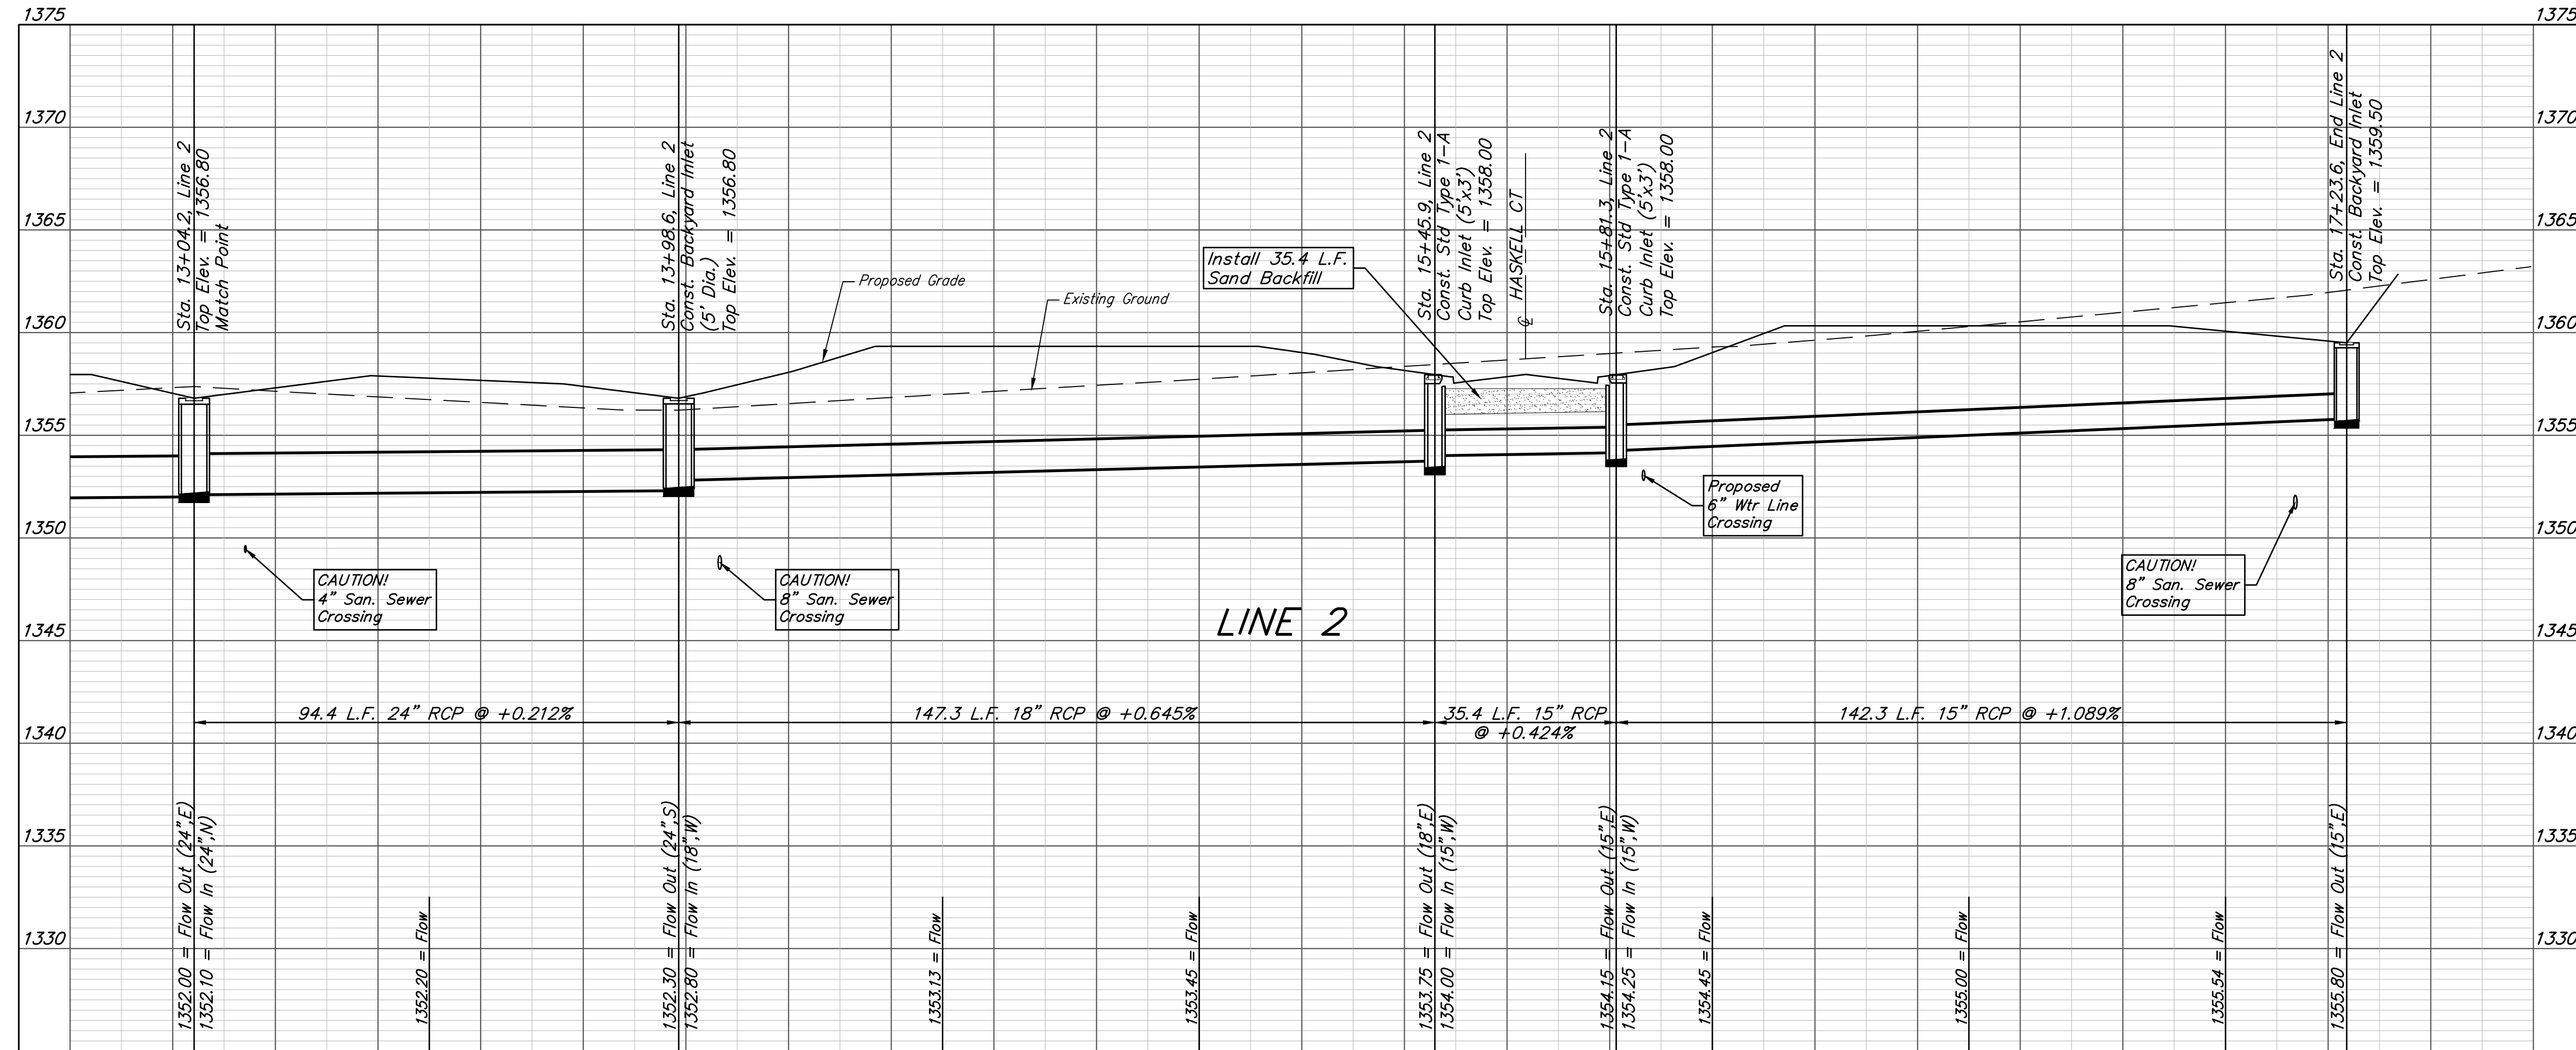 1375
1375
1370
1370
1365
1365
1360
1360
1355
1355
1350
1350
1345
1345
1340
1340
1335
1335
1330
1330
Sta. 13+04.2, Line 2
Top Elev. = 1356.80
Match Point
Sta. 13+98.6, Line 2
Const. Backyard Inlet
(5' Dia.)
Top Elev. = 1356.80
Proposed Grade
Existing Ground
Install 35.4 L.F.
Sand Backfill
Sta. 15+45.9, Line 2
Const. Std Type 1-A
Curb Inlet (5'x3')
Top Elev. = 1358.00
℄ HASKELL CT
Sta. 15+81.3, Line 2
Const. Std Type 1-A
Curb Inlet (5'x3')
Top Elev. = 1358.00
Sta. 17+23.6, End Line 2
Const. Backyard Inlet
Top Elev. = 1359.50
CAUTION!
4" San. Sewer
Crossing
CAUTION!
8" San. Sewer
Crossing
Proposed
6" Wtr Line
Crossing
CAUTION!
8" San. Sewer
Crossing
LINE 2
94.4 L.F. 24" RCP @ +0.212%
147.3 L.F. 18" RCP @ +0.645%
35.4 L.F. 15" RCP
@ +0.424%
142.3 L.F. 15" RCP @ +1.089%
1352.00 = Flow Out (24",E)
1352.10 = Flow In (24",N)
1352.20 = Flow
1352.30 = Flow Out (24",S)
1352.80 = Flow In (18",W)
1353.13 = Flow
1353.45 = Flow
1353.75 = Flow Out (18",E)
1354.00 = Flow In (15",W)
1354.15 = Flow Out (15",E)
1354.25 = Flow In (15",W)
1354.45 = Flow
1355.00 = Flow
1355.54 = Flow
1355.80 = Flow Out (15",E)